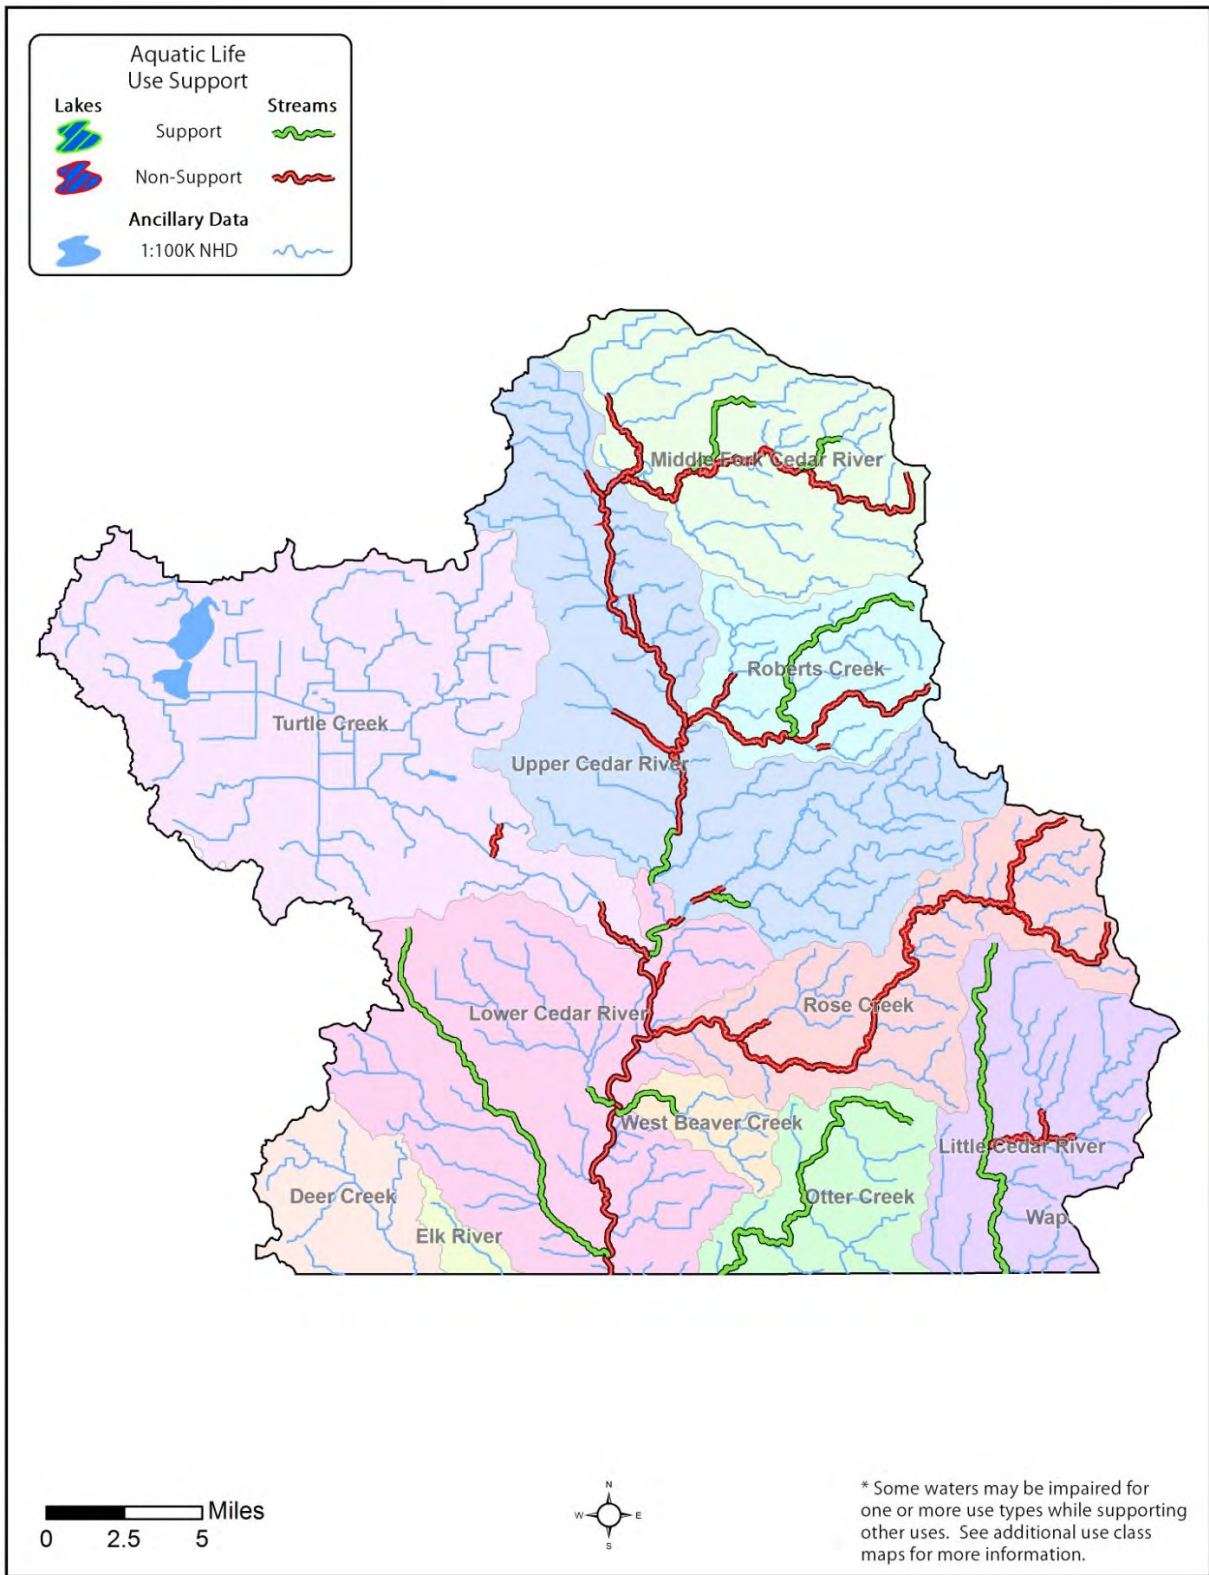 Aquatic Life
Use Support
Lakes Streams
Support
Non-Support
Ancillary Data
1:100K NHD
Middle Fork Cedar River
Roberts Creek
Turtle Creek
Upper Cedar River
Rose Creek
Lower Cedar River
West Beaver Creek
Little Cedar River
Deer Creek
Otter Creek
Wap.
Elk River
Miles
0 2.5 5
N
W E
S
* Some waters may be impaired for
one or more use types while supporting
other uses. See additional use class
maps for more information.